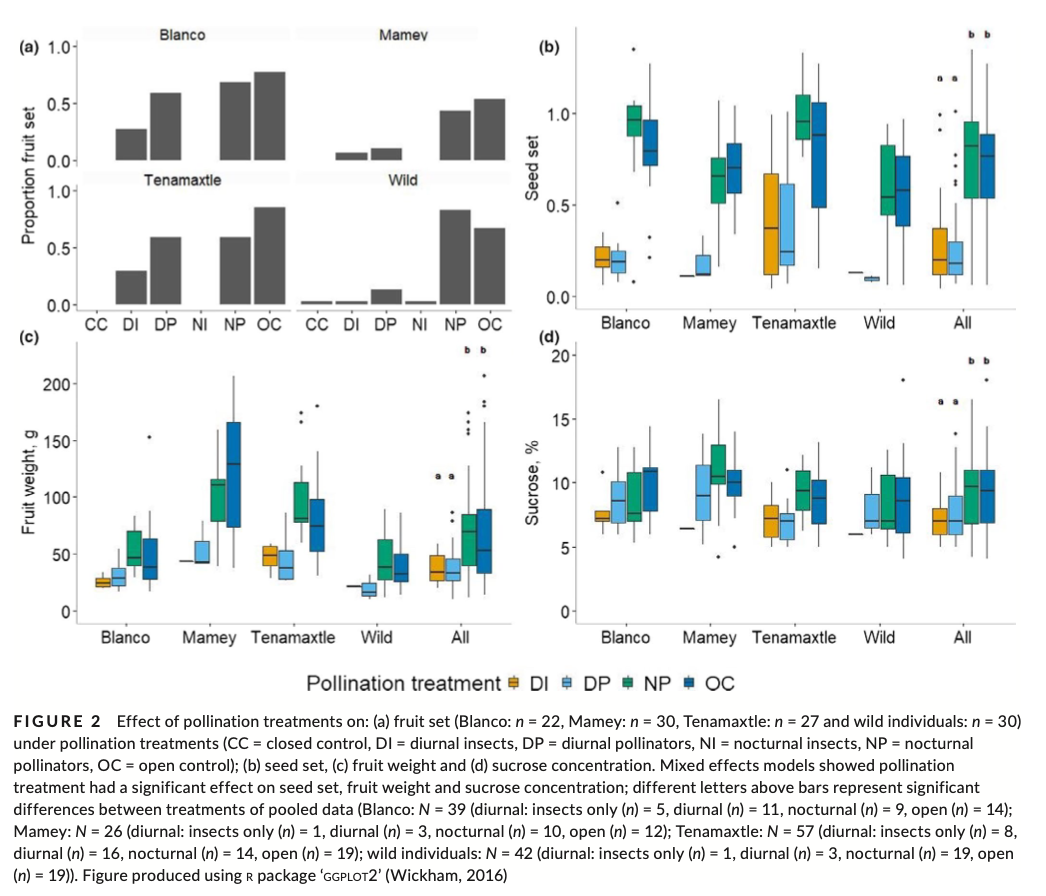 (a)
Blanco
Mamey
1.0
0.5
0.0
Tenamaxtle
Wild
1.0
0.5
0.0
Proportion fruit set
CC DI DP NI NP OC CC DI DP NI NP OC
(b)
b b
a a
1.0
0.5
0.0
Seed set
Blanco Mamey Tenamaxtle Wild All
(c)
b b
a a
200
150
100
50
0
Fruit weight, g
Blanco Mamey Tenamaxtle Wild All
(d)
b b
a a
20
15
10
5
0
Sucrose, %
Blanco Mamey Tenamaxtle Wild All
Pollination treatment DI DP NP OC
FIGURE 2 Effect of pollination treatments on: (a) fruit set (Blanco: n = 22, Mamey: n = 30, Tenamaxtle: n = 27 and wild individuals: n = 30)
under pollination treatments (CC = closed control, DI = diurnal insects, DP = diurnal pollinators, NI = nocturnal insects, NP = nocturnal
pollinators, OC = open control); (b) seed set, (c) fruit weight and (d) sucrose concentration. Mixed effects models showed pollination
treatment had a significant effect on seed set, fruit weight and sucrose concentration; different letters above bars represent significant
differences between treatments of pooled data (Blanco: N = 39 (diurnal: insects only (n) = 5, diurnal (n) = 11, nocturnal (n) = 9, open (n) = 14);
Mamey: N = 26 (diurnal: insects only (n) = 1, diurnal (n) = 3, nocturnal (n) = 10, open (n) = 12); Tenamaxtle: N = 57 (diurnal: insects only (n) = 8,
diurnal (n) = 16, nocturnal (n) = 14, open (n) = 19); wild individuals: N = 42 (diurnal: insects only (n) = 1, diurnal (n) = 3, nocturnal (n) = 19, open
(n) = 19)). Figure produced using R package ‘GGPLOT2’ (Wickham, 2016)